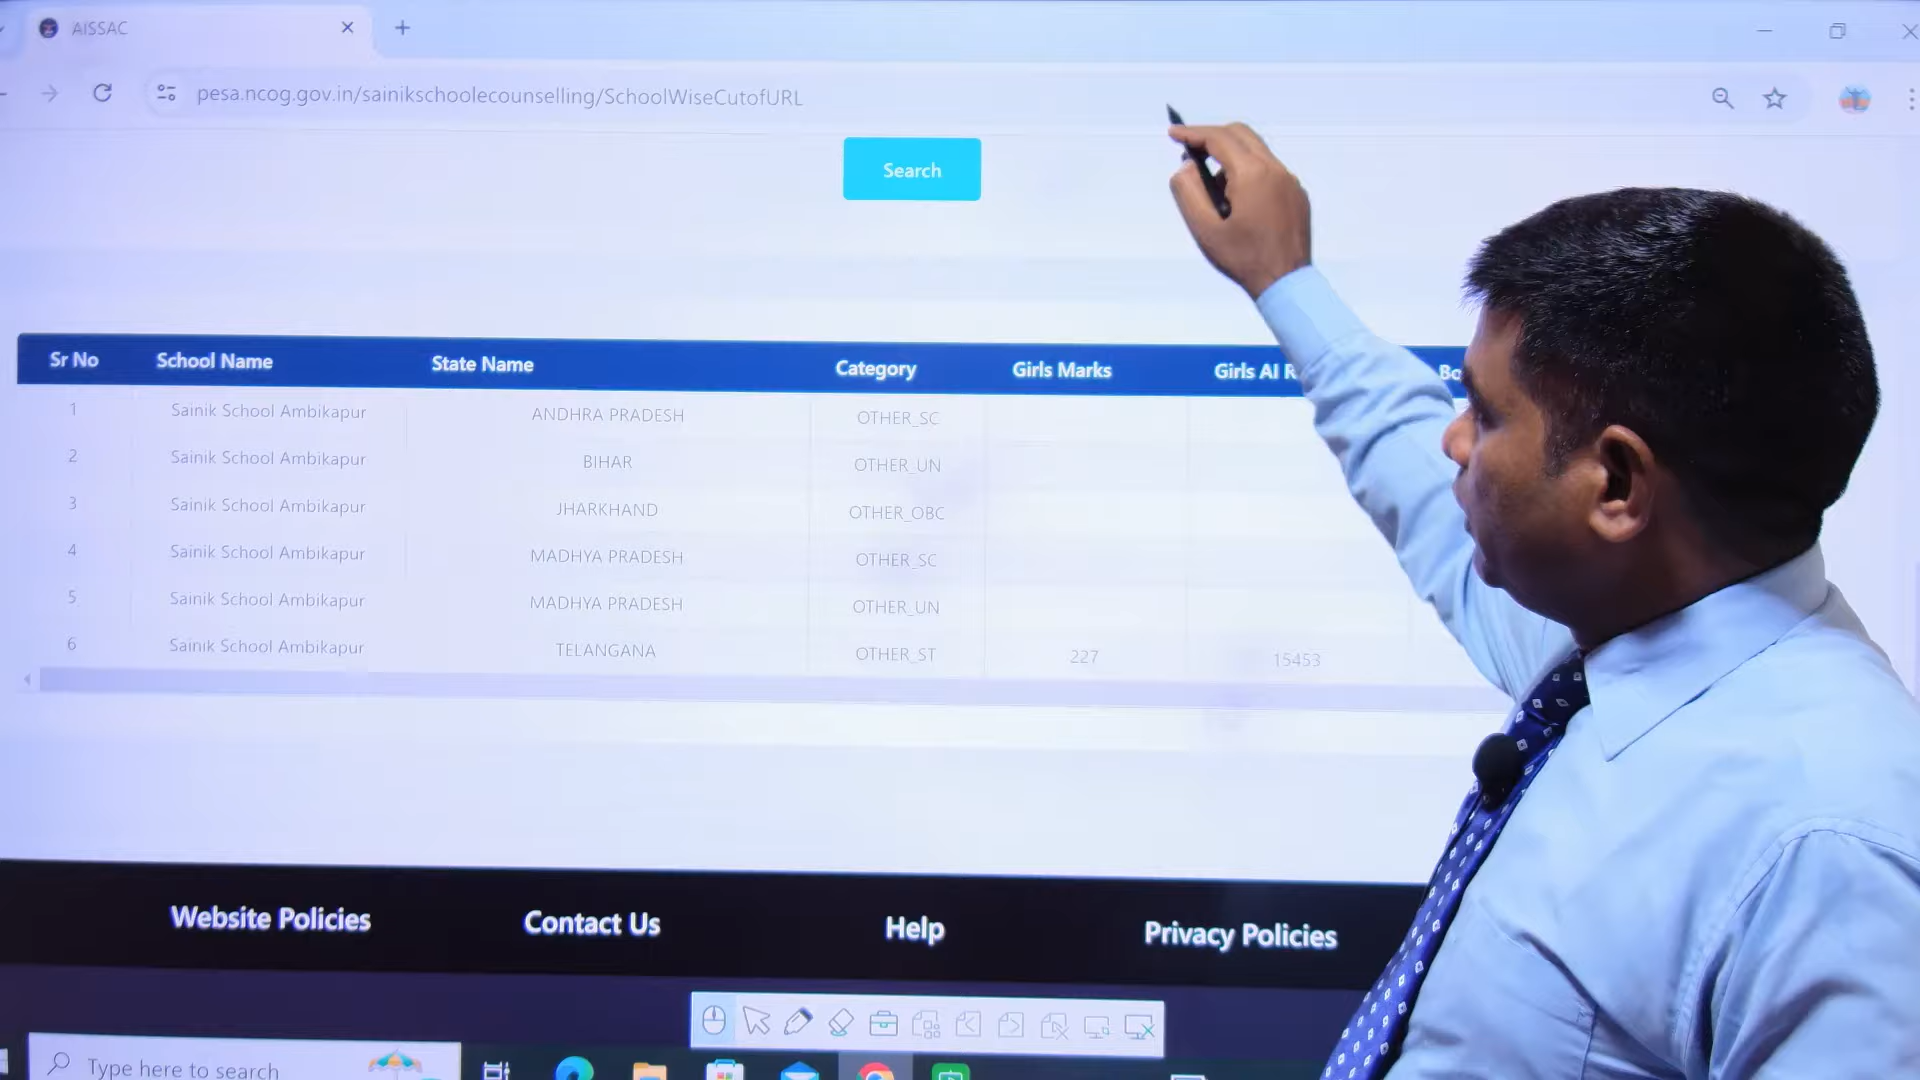 AISSAC
pesa.ncog.gov.in/sainikschoolecounselling/SchoolWiseCutofURL
Search
Sr No School Name State Name Category Girls Marks Girls AI
1 Sainik School Ambikapur ANDHRA PRADESH OTHER_SC
2 Sainik School Ambikapur BIHAR OTHER_UN
3 Sainik School Ambikapur JHARKHAND OTHER_OBC
4 Sainik School Ambikapur MADHYA PRADESH OTHER_SC
5 Sainik School Ambikapur MADHYA PRADESH OTHER_UN
6 Sainik School Ambikapur TELANGANA OTHER_ST 227 15453
Website Policies Contact Us Help Privacy Policies
Type here to search